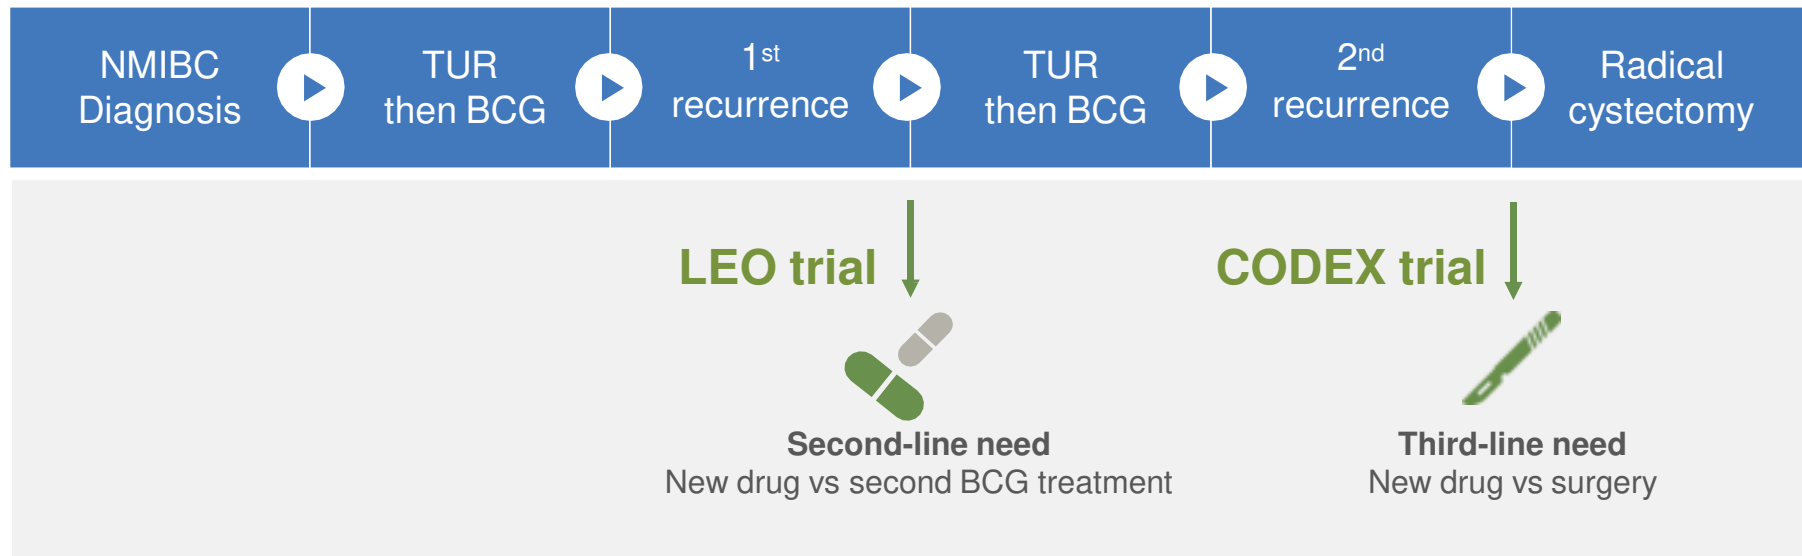 NMIBC
Diagnosis
TUR
then BCG
1st
recurrence
TUR
then BCG
2nd
recurrence
Radical
cystectomy
LEO trial
CODEX trial
Second-line need
New drug vs second BCG treatment
Third-line need
New drug vs surgery